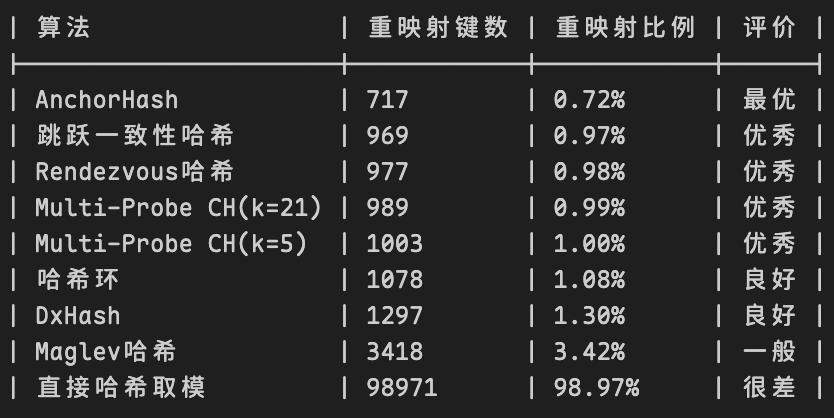 | 算法 | 重映射键数 | 重映射比例 | 评价 |
| AnchorHash | 717 | 0.72% | 最优 |
| 跳跃一致性哈希 | 969 | 0.97% | 优秀 |
| Rendezvous哈希 | 977 | 0.98% | 优秀 |
| Multi-Probe CH(k=21) | 989 | 0.99% | 优秀 |
| Multi-Probe CH(k=5) | 1003 | 1.00% | 优秀 |
| 哈希环 | 1078 | 1.08% | 良好 |
| DxHash | 1297 | 1.30% | 良好 |
| Maglev哈希 | 3418 | 3.42% | 一般 |
| 直接哈希取模 | 98971 | 98.97% | 很差 |